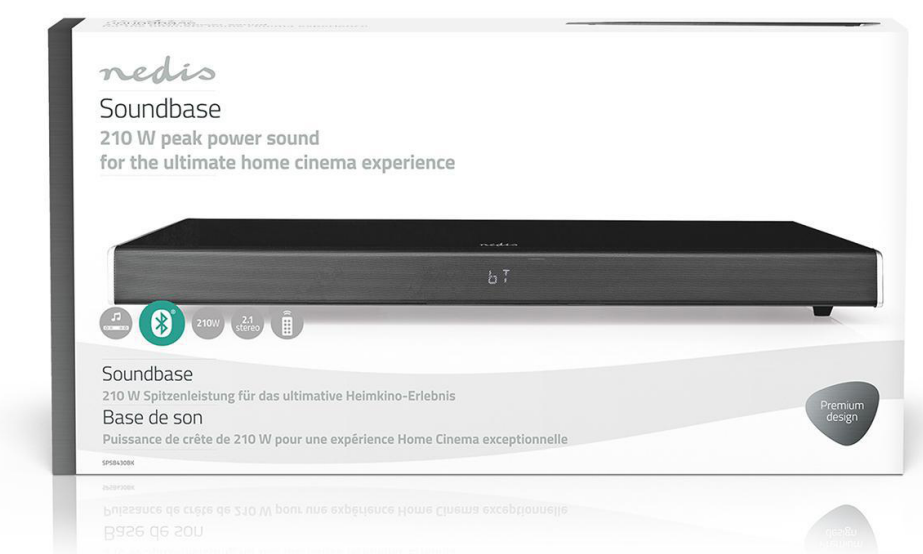 nedis
Soundbase
210 W peak power sound
for the ultimate home cinema experience
nedis
bT
210W
2.1
stereo
Soundbase
210 W Spitzenleistung für das ultimative Heimkino-Erlebnis
Base de son
Puissance de crête de 210 W pour une expérience Home Cinema exceptionnelle
Premium
design
SPSB430BK